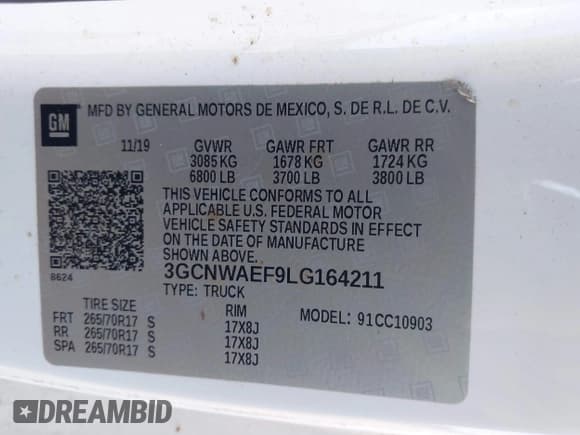 GM MFD BY GENERAL MOTORS DE MEXICO, S. DE R.L. DE C.V.
11/19 GVWR GAWR FRT GAWR RR
3085 KG 1678 KG 1724 KG
6800 LB 3700 LB 3800 LB
THIS VEHICLE CONFORMS TO ALL
APPLICABLE U.S. FEDERAL MOTOR
VEHICLE SAFETY STANDARDS IN EFFECT
ON THE DATE OF MANUFACTURE
SHOWN ABOVE.
8624 3GCNWAEF9LG164211
TYPE: TRUCK
TIRE SIZE RIM MODEL: 91CC10903
FRT 265/70R17 S 17X8J
RR 265/70R17 S 17X8J
SPA 265/70R17 S 17X8J
DREAMBID